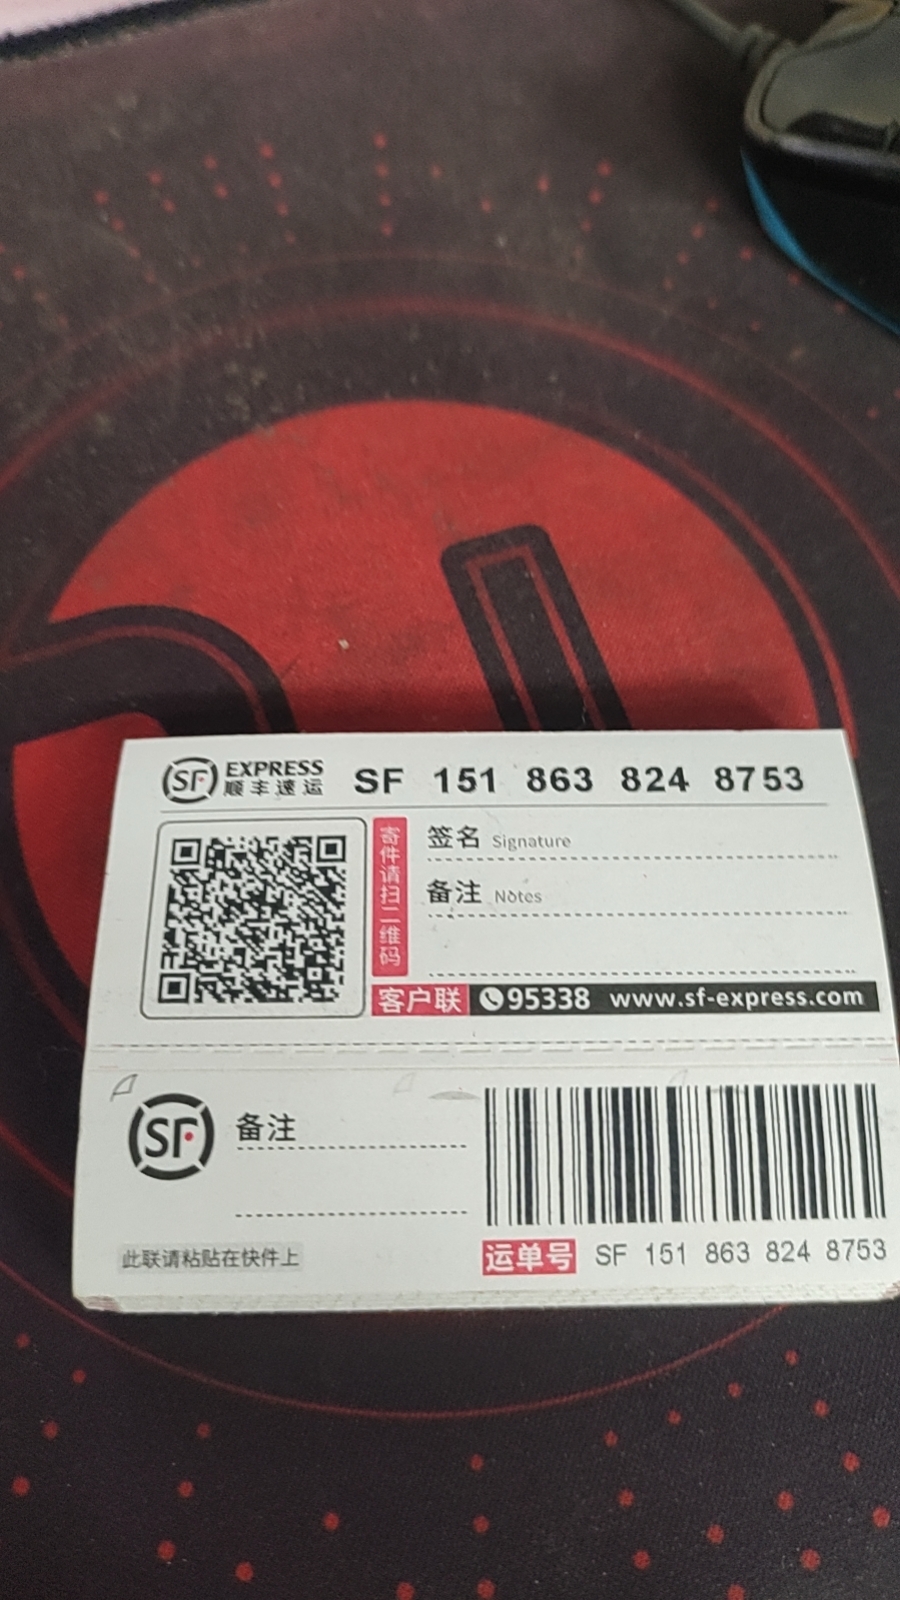 SF EXPRESS
顺丰速运
SF 151 863 824 8753
寄件请扫二维码
签名 Signature
备注 Notes
客户联 95338 www.sf-express.com
SF
备注
此联请粘贴在快件上
运单号 SF 151 863 824 8753